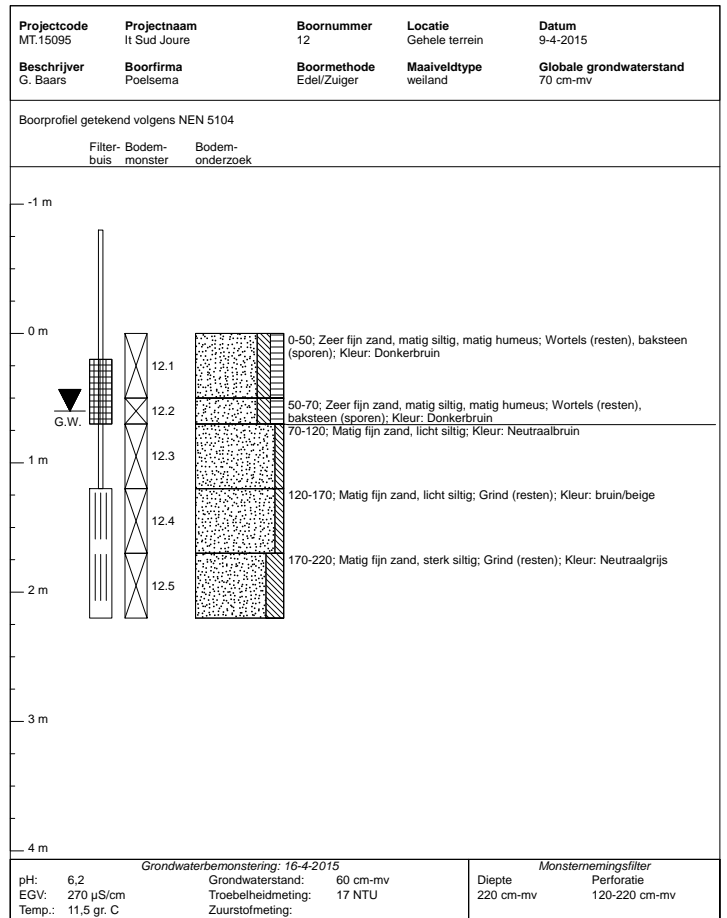 Projectcode Projectnaam Boornummer Locatie Datum
MT.15095 It Sud Joure 12 Gehele terrein 9-4-2015
Beschrijver Boorfirma Boormethode Maaiveldtype Globale grondwaterstand
G. Baars Poelsema Edel/Zuiger weiland 70 cm-mv
Boorprofiel getekend volgens NEN 5104
Filter- Bodem- Bodem-
buis monster onderzoek
-1 m
0 m
0-50; Zeer fijn zand, matig siltig, matig humeus; Wortels (resten), baksteen
(sporen); Kleur: Donkerbruin
12.1
50-70; Zeer fijn zand, matig siltig, matig humeus; Wortels (resten),
12.2
baksteen (sporen); Kleur: Donkerbruin
G.W.
70-120; Matig fijn zand, licht siltig; Kleur: Neutraalbruin
12.3
1 m
120-170; Matig fijn zand, licht siltig; Grind (resten); Kleur: bruin/beige
12.4
170-220; Matig fijn zand, sterk siltig; Grind (resten); Kleur: Neutraalgrijs
12.5
2 m
3 m
4 m
Grondwaterbemonstering: 16-4-2015 Monsternemingsfilter
pH: 6,2 Grondwaterstand: 60 cm-mv Diepte Perforatie
EGV: 270 µS/cm Troebelheidmeting: 17 NTU 220 cm-mv 120-220 cm-mv
Temp.: 11,5 gr. C Zuurstofmeting: